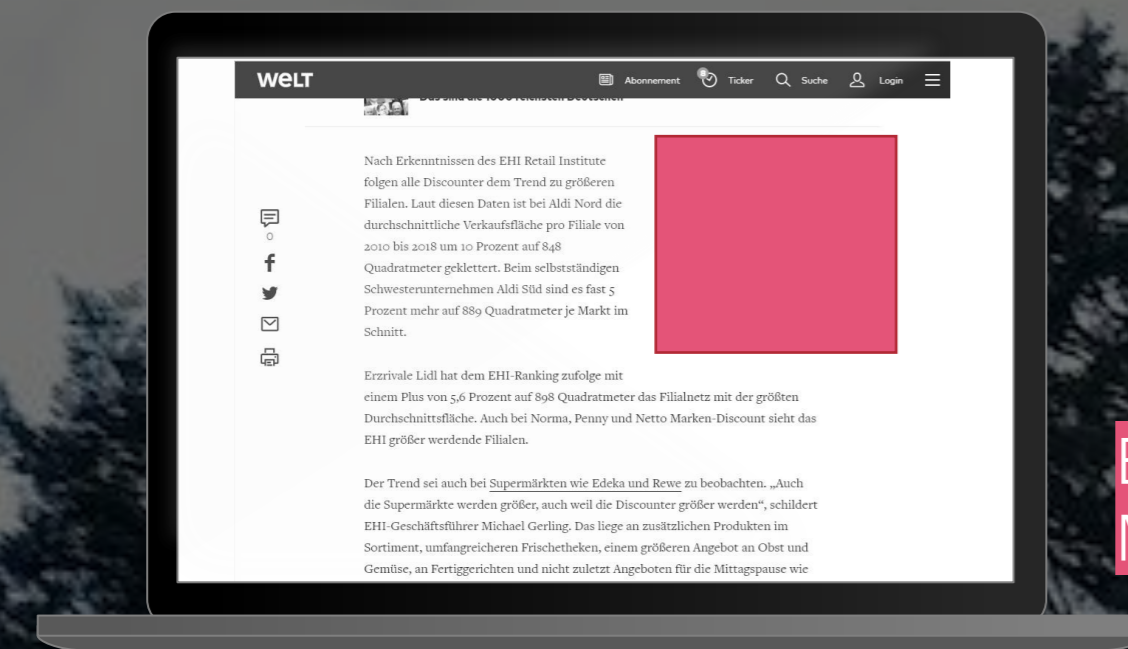 WELT
Abonnement
Ticker
Suche
Login
Das sind die 1000 reichsten Deutschen
Nach Erkenntnissen des EHI Retail Institute
folgen alle Discounter dem Trend zu größeren
Filialen. Laut diesen Daten ist bei Aldi Nord die
durchschnittliche Verkaufsfläche pro Filiale von
2010 bis 2018 um 10 Prozent auf 848
Quadratmeter geklettert. Beim selbstständigen
Schwesterunternehmen Aldi Süd sind es fast 5
Prozent mehr auf 889 Quadratmeter je Markt im
Schnitt.
0
Erzrivale Lidl hat dem EHI-Ranking zufolge mit
einem Plus von 5,6 Prozent auf 898 Quadratmeter das Filialnetz mit der größten
Durchschnittsfläche. Auch bei Norma, Penny und Netto Marken-Discount sieht das
EHI größer werdende Filialen.
Der Trend sei auch bei Supermärkten wie Edeka und Rewe zu beobachten. „Auch
die Supermärkte werden größer, auch weil die Discounter größer werden“, schildert
EHI-Geschäftsführer Michael Gerling. Das liege an zusätzlichen Produkten im
Sortiment, umfangreicheren Frischetheken, einem größeren Angebot an Obst und
Gemüse, an Fertiggerichten und nicht zuletzt Angeboten für die Mittagspause wie